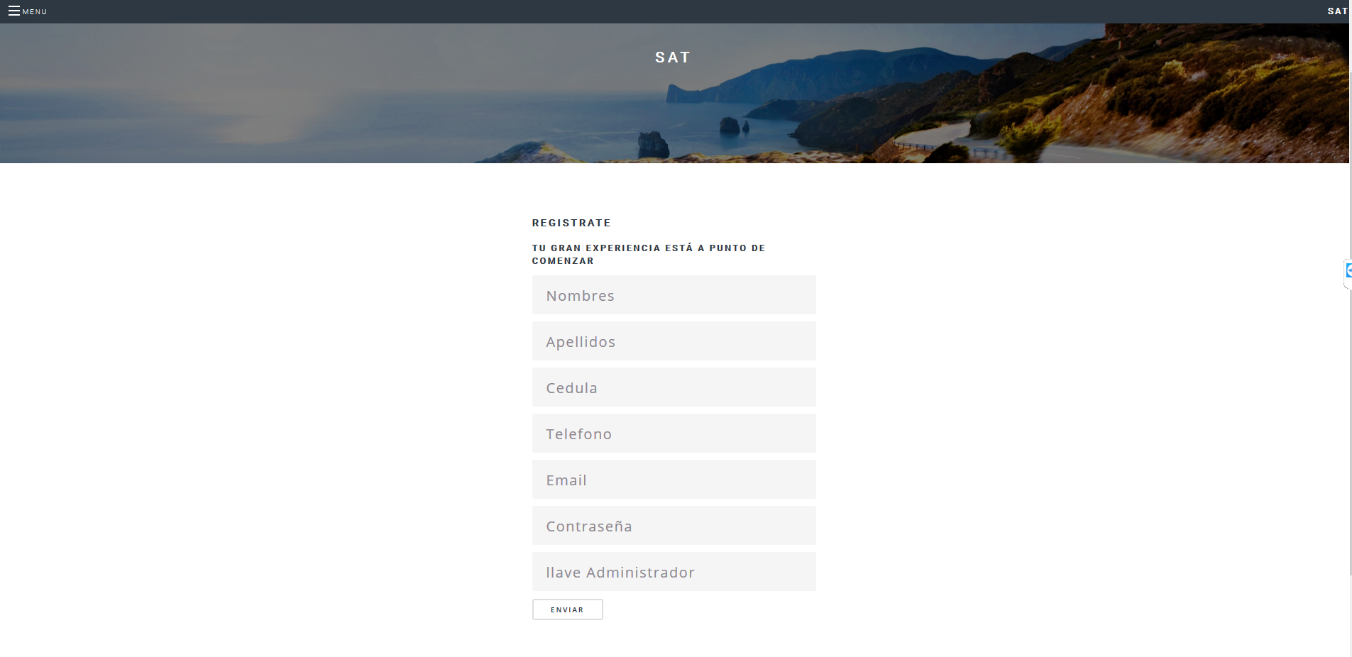 MENU
SAT
SAT
REGISTRATE
TU GRAN EXPERIENCIA ESTÁ A PUNTO DE
COMENZAR
Nombres
Apellidos
Cedula
Telefono
Email
Contraseña
llave Administrador
ENVIAR